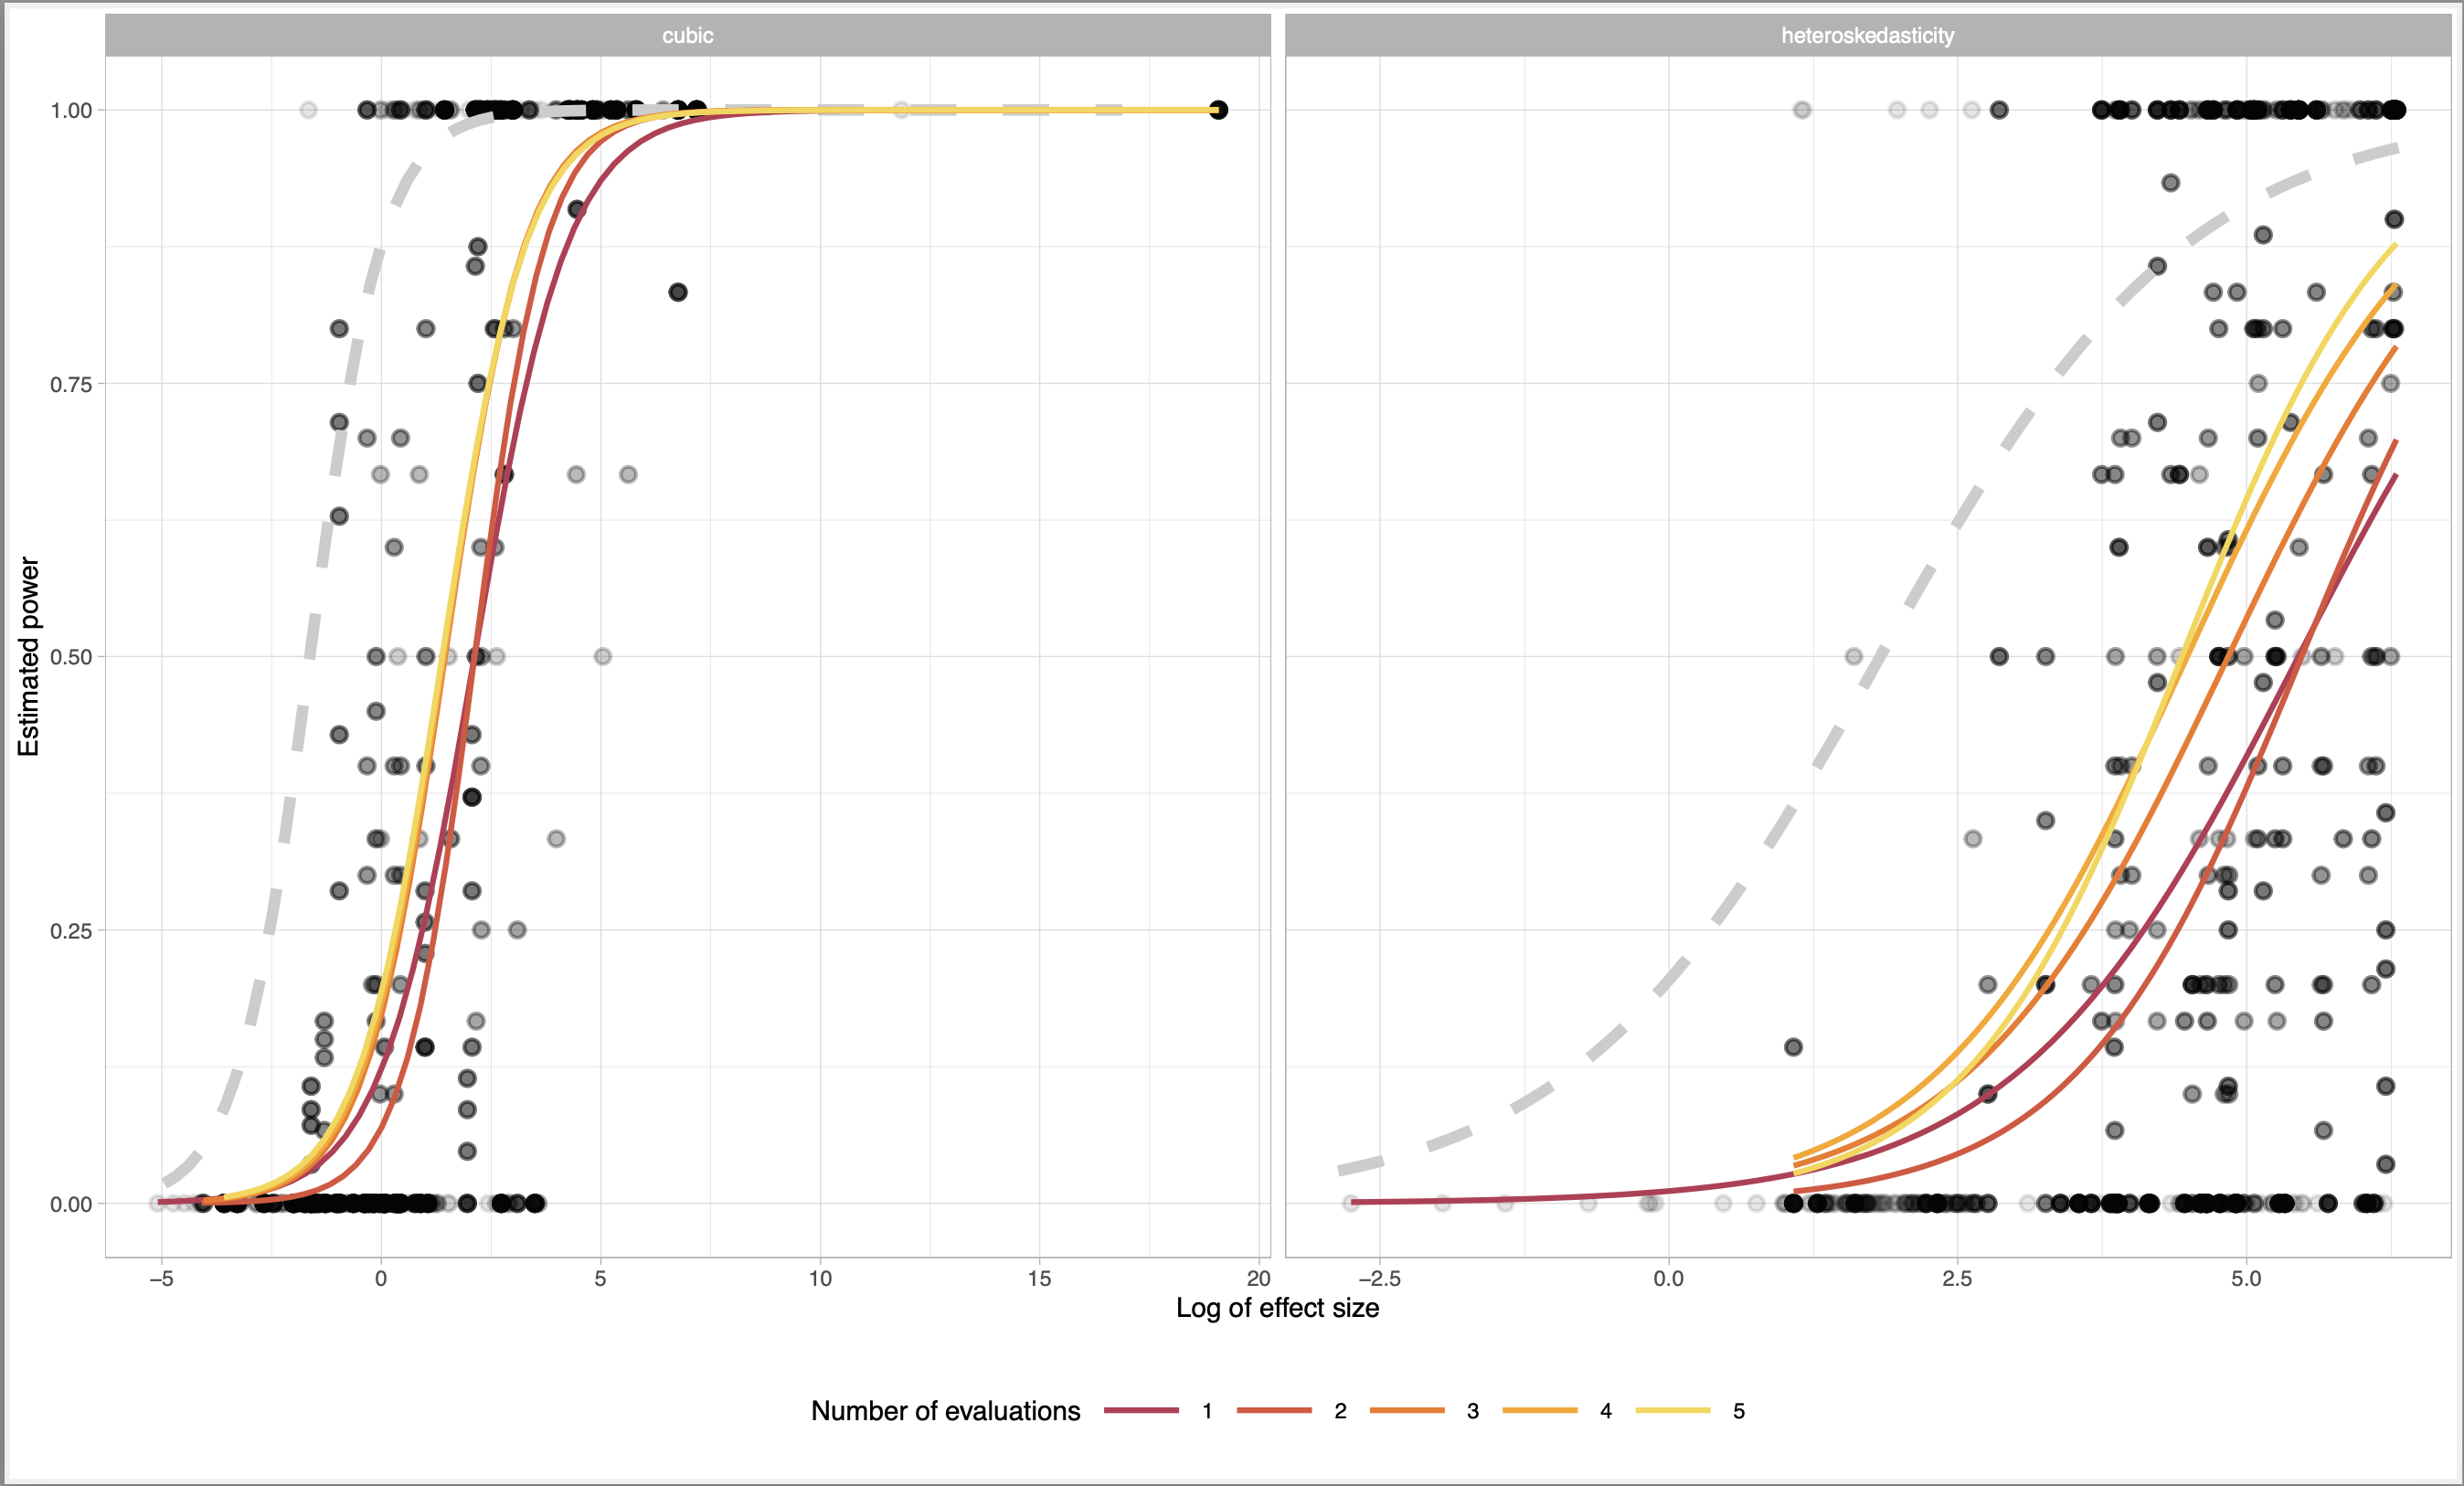 cubic
heteroskedasticity
1.00
0.75
0.50
0.25
0.00
Estimated power
−5 0 5 10 15 20 −2.5 0.0 2.5 5.0
Log of effect size
Number of evaluations 1 2 3 4 5